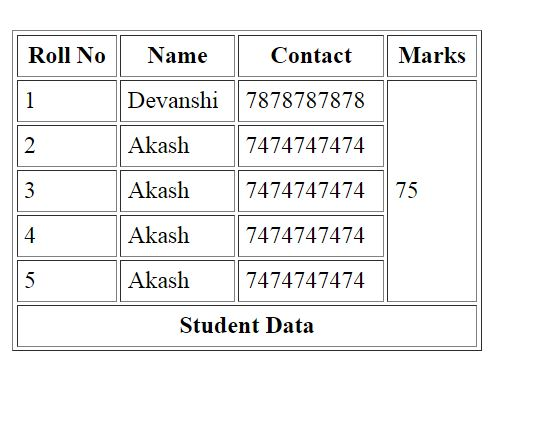 Roll No Name Contact Marks
1 Devanshi 7878787878
2 Akash 7474747474
3 Akash 7474747474 75
4 Akash 7474747474
5 Akash 7474747474
Student Data